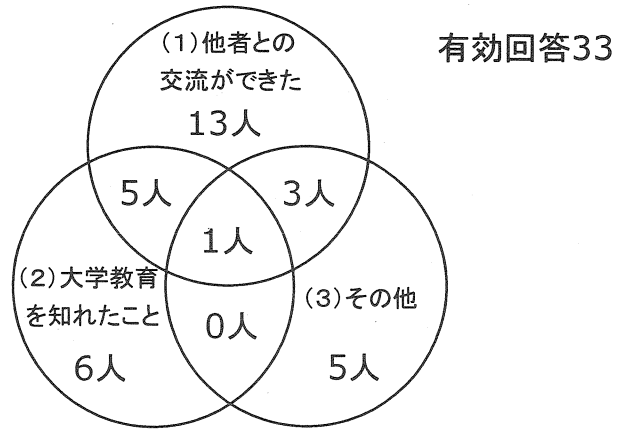 (1)他者との
交流ができた
13人
有効回答33
5人
3人
1人
(2)大学教育
を知れたこと
6人
0人
(3)その他
5人